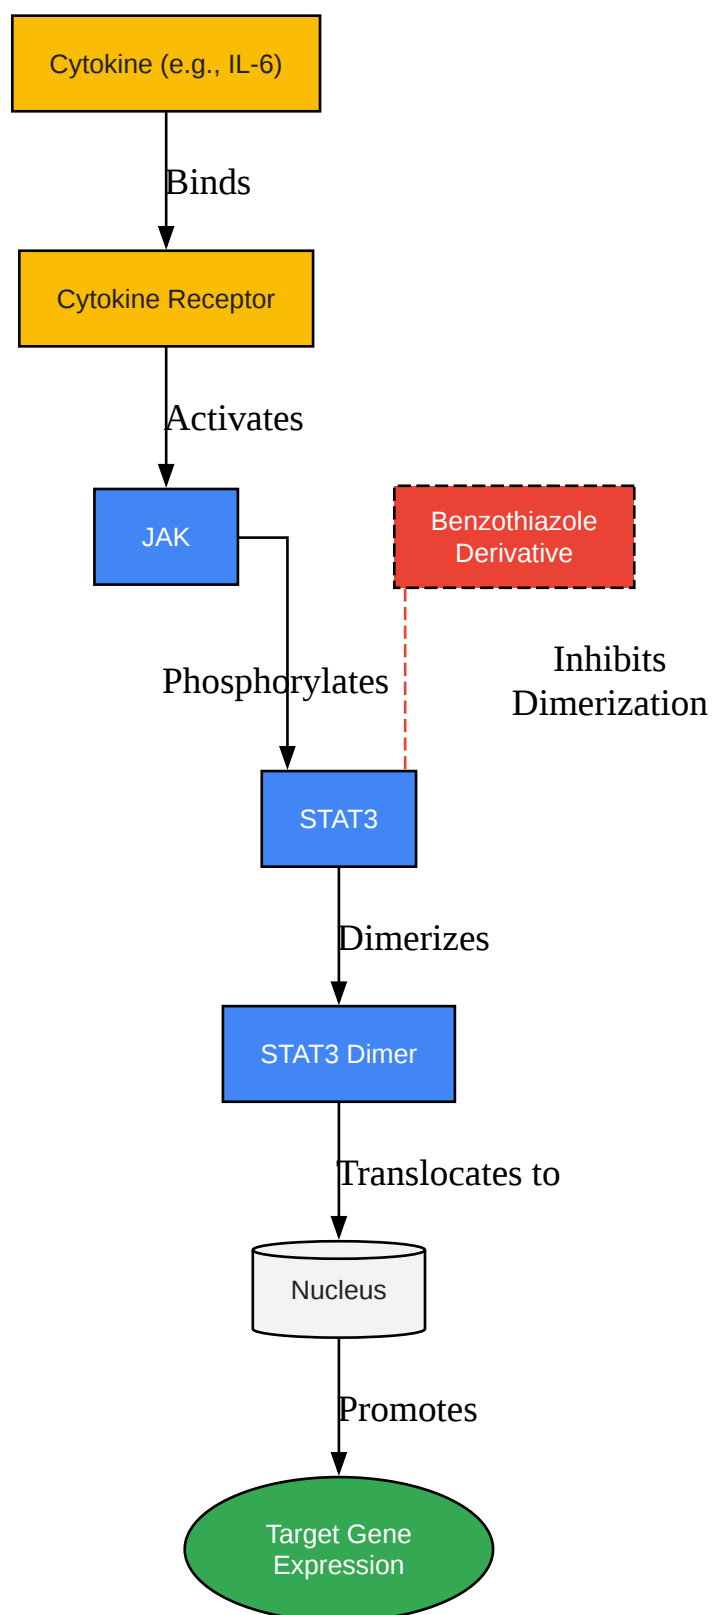 Cytokine (e.g., IL-6)
Binds
Cytokine Receptor
Activates
JAK
Benzothiazole
Derivative
Phosphorylates
Inhibits
Dimerization
STAT3
Dimerizes
STAT3 Dimer
Translocates to
Nucleus
Promotes
Target Gene
Expression